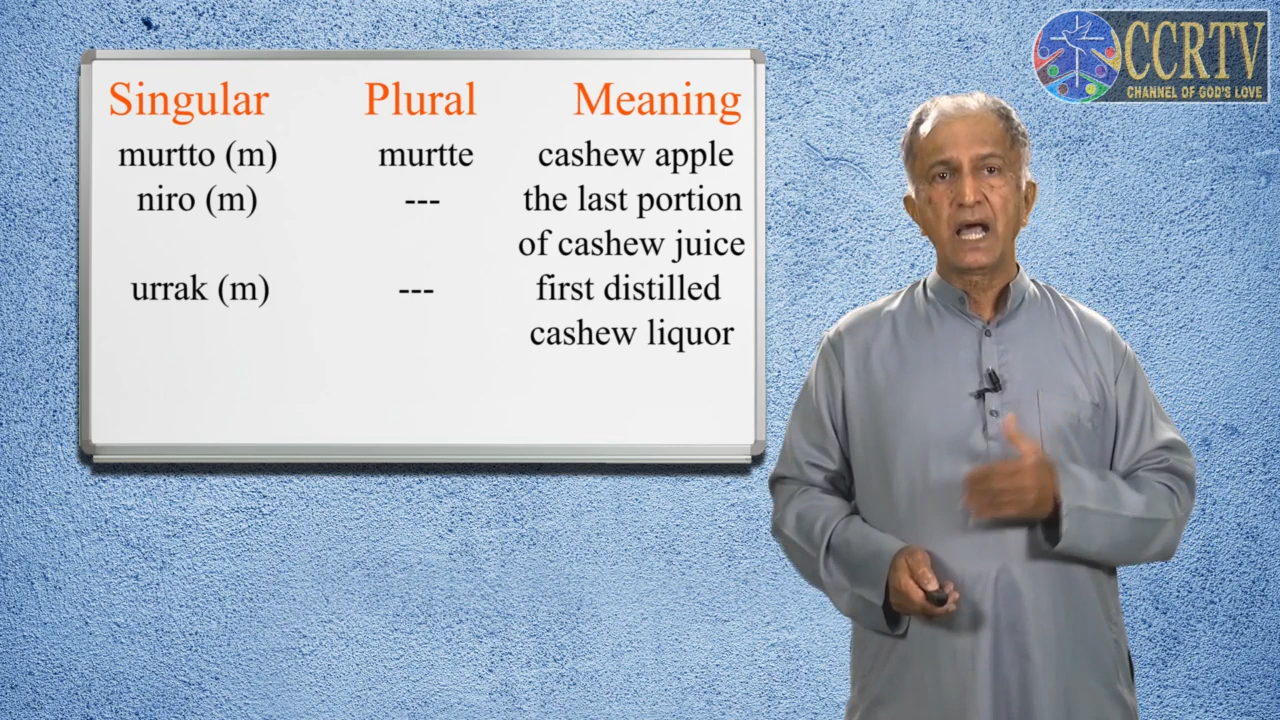 CCRTV
CHANNEL OF GOD'S LOVE
Singular Plural Meaning
murtto (m) murtte cashew apple
niro (m) --- the last portion
of cashew juice
urrak (m) --- first distilled
cashew liquor